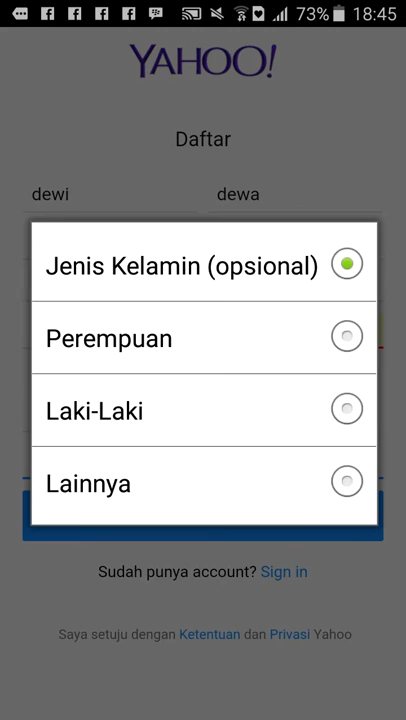 73% 18:45
YAHOO!
Daftar
dewi dewa
Jenis Kelamin (opsional)
Perempuan
Laki-Laki
Lainnya
Sudah punya account? Sign in
Saya setuju dengan Ketentuan dan Privasi Yahoo